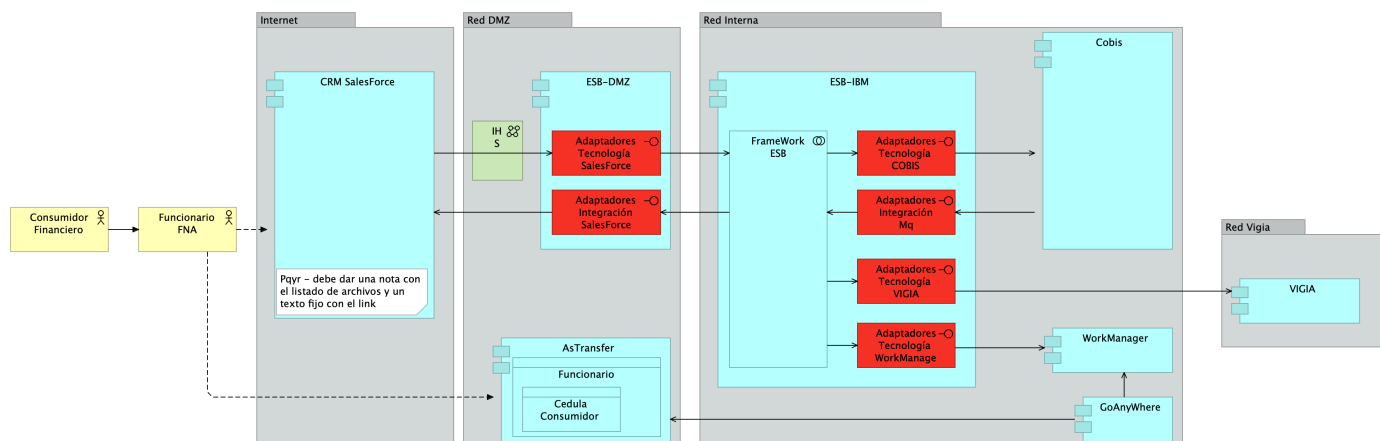 Internet
Red DMZ
Red Interna
Cobis
CRM SalesForce
ESB-DMZ
ESB-IBM
IH
S
Adaptadores
Tecnología
SalesForce
FrameWork
ESB
Adaptadores
Tecnología
COBIS
Adaptadores
Integración
SalesForce
Adaptadores
Integración
Mq
Consumidor
Financiero
Funcionario
FNA
Red Vigia
Pqyr - debe dar una nota con
el listado de archivos y un
texto fijo con el link
Adaptadores
Tecnología
VIGIA
VIGIA
Adaptadores
Tecnología
WorkManage
WorkManager
AsTransfer
Funcionario
Cedula
Consumidor
GoAnyWhere